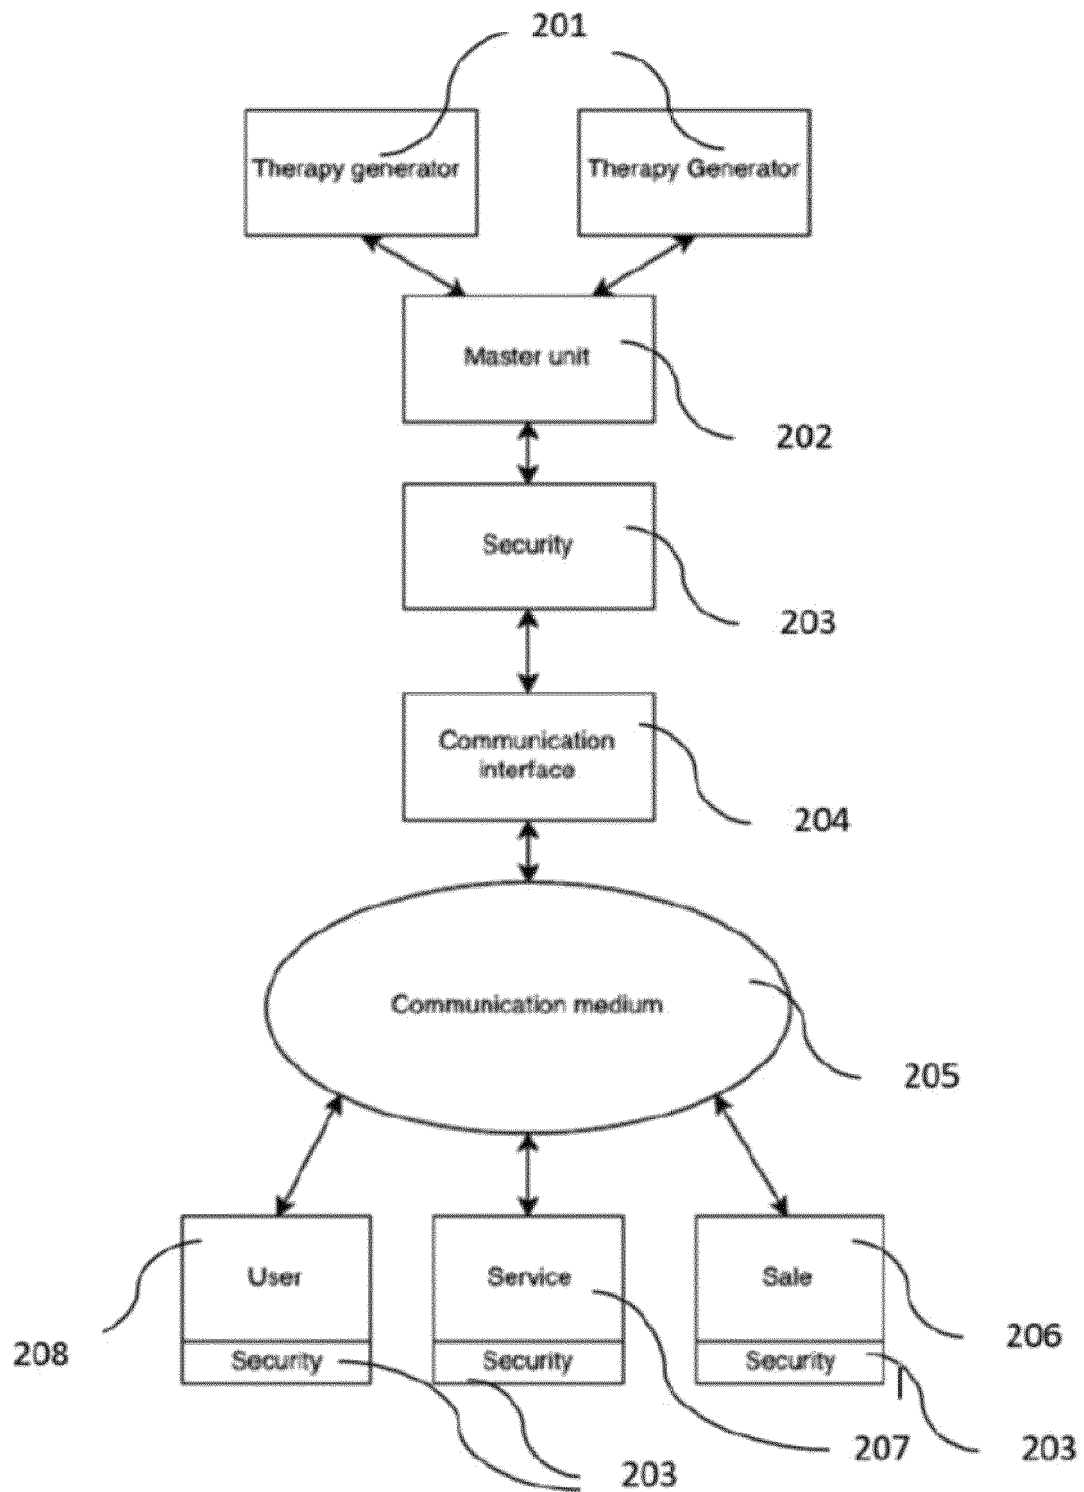 201
Therapy generator
Therapy Generator
Master unit
202
Security
203
Communication
interface
204
Communication medium
205
User
Service
Sale
208
206
Security
Security
Security
207
203
203